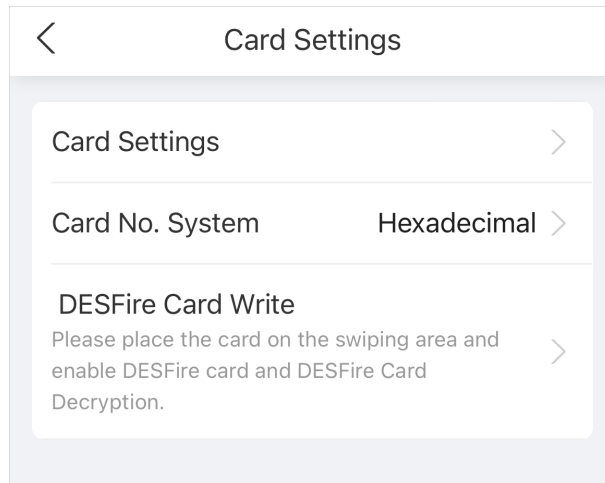 Card Settings
Card Settings
Card No. System Hexadecimal
DESFire Card Write
Please place the card on the swiping area and
enable DESFire card and DESFire Card
Decryption.